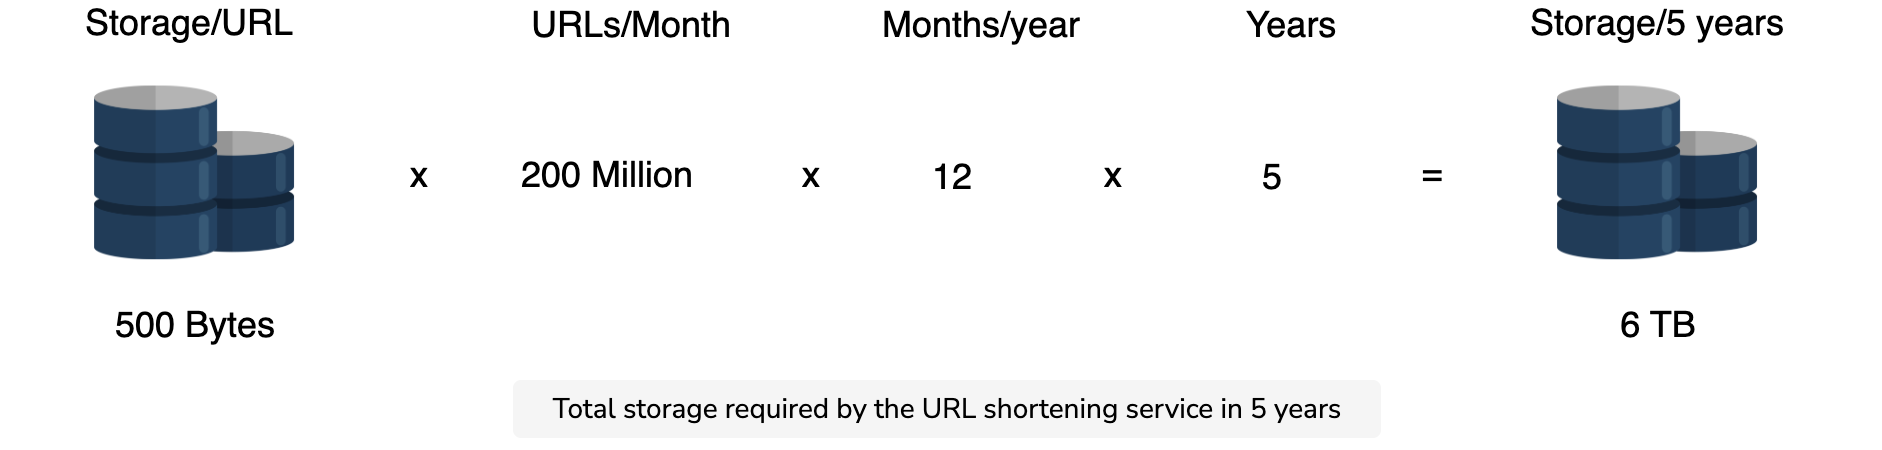 Storage/URL
URLs/Month
Months/year
Years
Storage/5 years
x
200 Million
x
12
x
5
=
500 Bytes
6 TB
Total storage required by the URL shortening service in 5 years